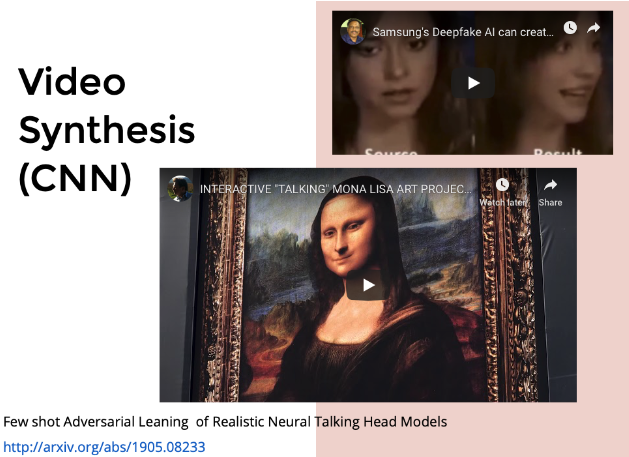 Video
Synthesis
(CNN)
Samsung's Deepfake AI can creat...
Source Result
INTERACTIVE "TALKING" MONA LISA ART PROJEC...
Watch later Share
Few shot Adversarial Leaning of Realistic Neural Talking Head Models
http://arxiv.org/abs/1905.08233